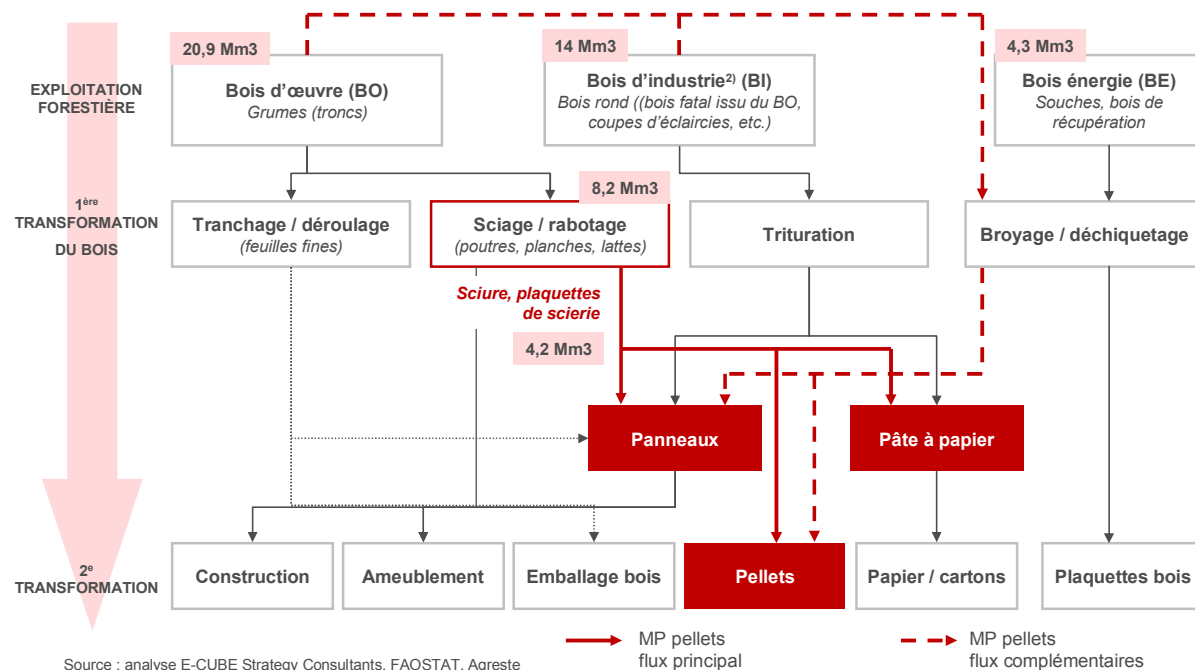 20,9 Mm3
14 Mm3
4,3 Mm3
EXPLOITATION
FORESTIÈRE
Bois d’œuvre (BO)
Grumes (troncs)
Bois d’industrie2) (BI)
Bois rond ((bois fatal issu du BO,
coupes d’éclaircies, etc.)
Bois énergie (BE)
Souches, bois de
récupération
8,2 Mm3
1ère
TRANSFORMATION
DU BOIS
Tranchage / déroulage
(feuilles fines)
Sciage / rabotage
(poutres, planches, lattes)
Trituration
Broyage / déchiquetage
Sciure, plaquettes
de scierie
4,2 Mm3
Panneaux
Pâte à papier
2e
TRANSFORMATION
Construction
Ameublement
Emballage bois
Pellets
Papier / cartons
Plaquettes bois
MP pellets
flux principal
MP pellets
flux complémentaires
Source : analyse E-CUBE Strategy Consultants, FAOSTAT, Agreste